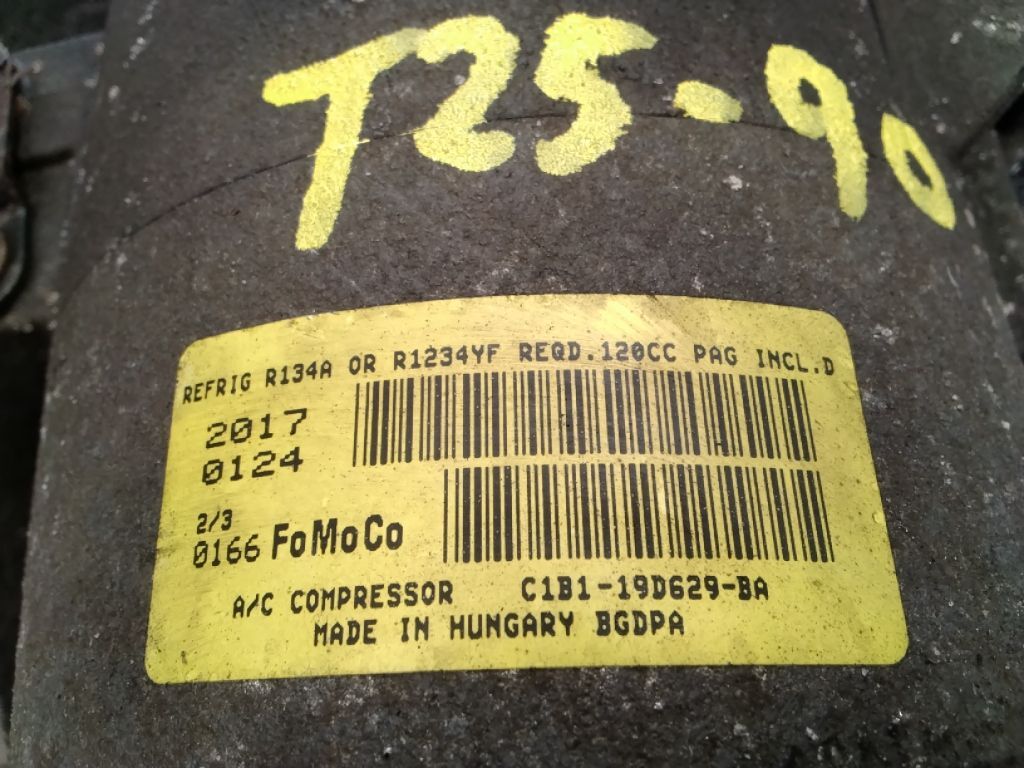 T25-90
REFRIG R134A OR R1234YF REQD.120CC PAG INCL.D
2017
0124
2/3
0166 FoMoCo
A/C COMPRESSOR C1B1-19D629-BA
MADE IN HUNGARY BGDPA